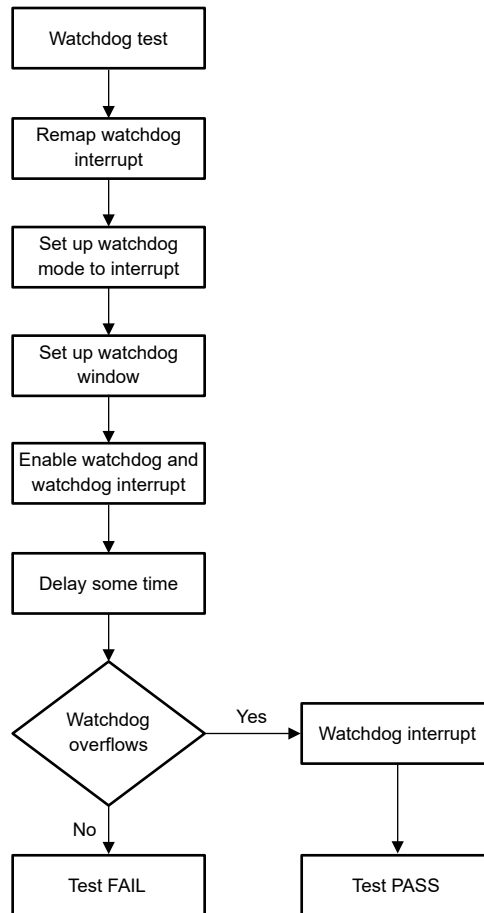 Watchdog test
Remap watchdog
interrupt
Set up watchdog
mode to interrupt
Set up watchdog
window
Enable watchdog and
watchdog interrupt
Delay some time
Watchdog
overflows
Yes
Watchdog interrupt
No
Test FAIL
Test PASS